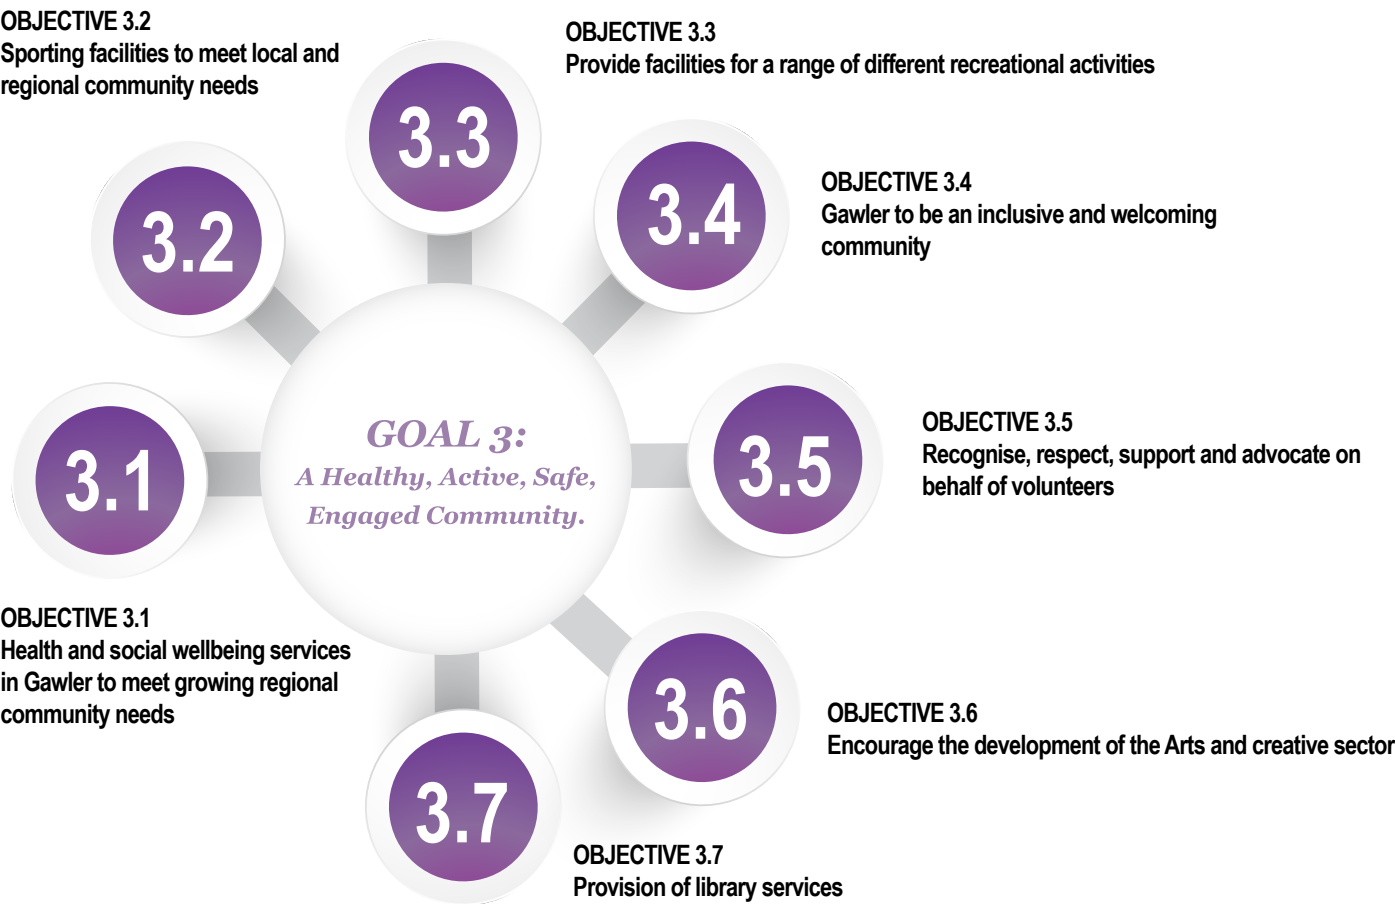 OBJECTIVE 3.2
Sporting facilities to meet local and
regional community needs
OBJECTIVE 3.3
Provide facilities for a range of different recreational activities
3.3
3.2
3.4
OBJECTIVE 3.4
Gawler to be an inclusive and welcoming
community
GOAL 3:
A Healthy, Active, Safe,
Engaged Community.
3.1
3.5
OBJECTIVE 3.5
Recognise, respect, support and advocate on
behalf of volunteers
OBJECTIVE 3.1
Health and social wellbeing services
in Gawler to meet growing regional
community needs
3.6
OBJECTIVE 3.6
Encourage the development of the Arts and creative sector
3.7
OBJECTIVE 3.7
Provision of library services